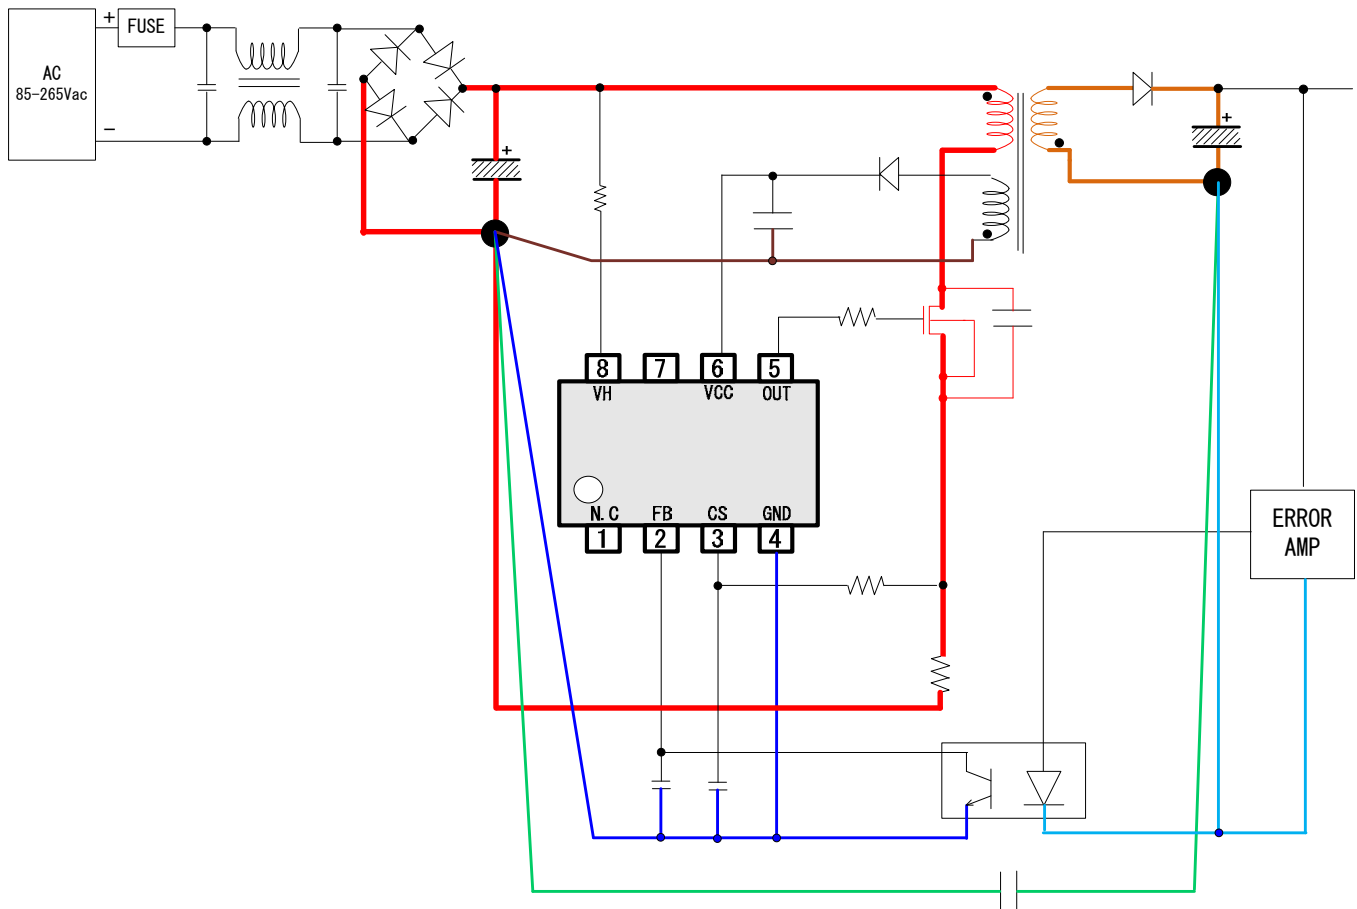 +
FUSE
AC
85-265Vac
−
+
+
8
7
6
5
VH
VCC
OUT
N.C
FB
CS
GND
1
2
3
4
ERROR
AMP